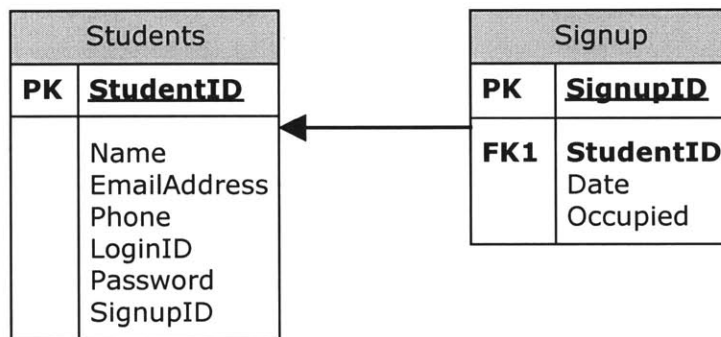 Students
PK StudentID
Name
EmailAddress
Phone
LoginID
Password
SignupID
Signup
PK SignupID
FK1 StudentID
Date
Occupied